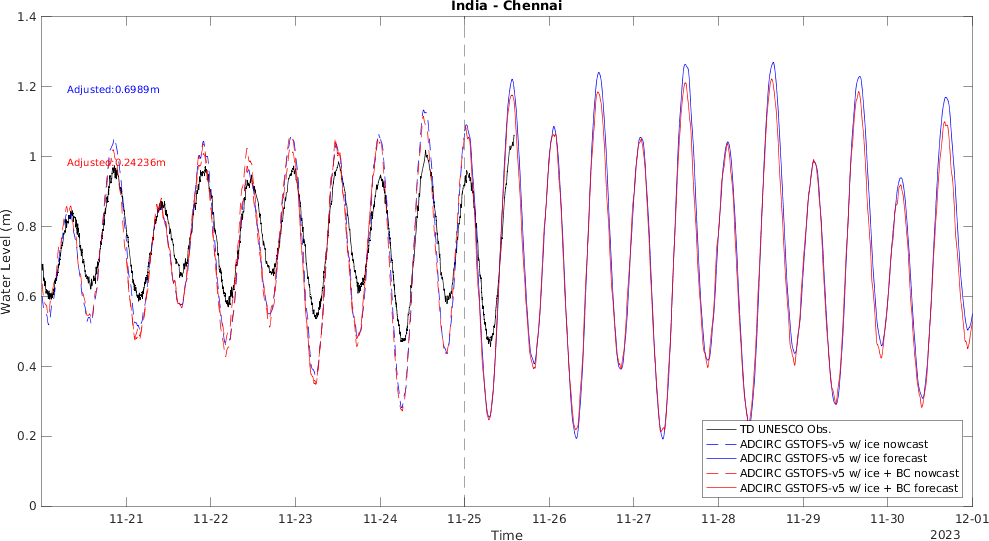 India - Chennai
1.4
1.2
1
0.8
0.6
0.4
0.2
0
Water Level (m)
Adjusted:0.6989m
Adjusted:0.24236m
TD UNESCO Obs.
ADCIRC GSTOFS-v5 w/ ice nowcast
ADCIRC GSTOFS-v5 w/ ice forecast
ADCIRC GSTOFS-v5 w/ ice + BC nowcast
ADCIRC GSTOFS-v5 w/ ice + BC forecast
11-21 11-22 11-23 11-24 11-25 11-26 11-27 11-28 11-29 11-30 12-01
Time
2023